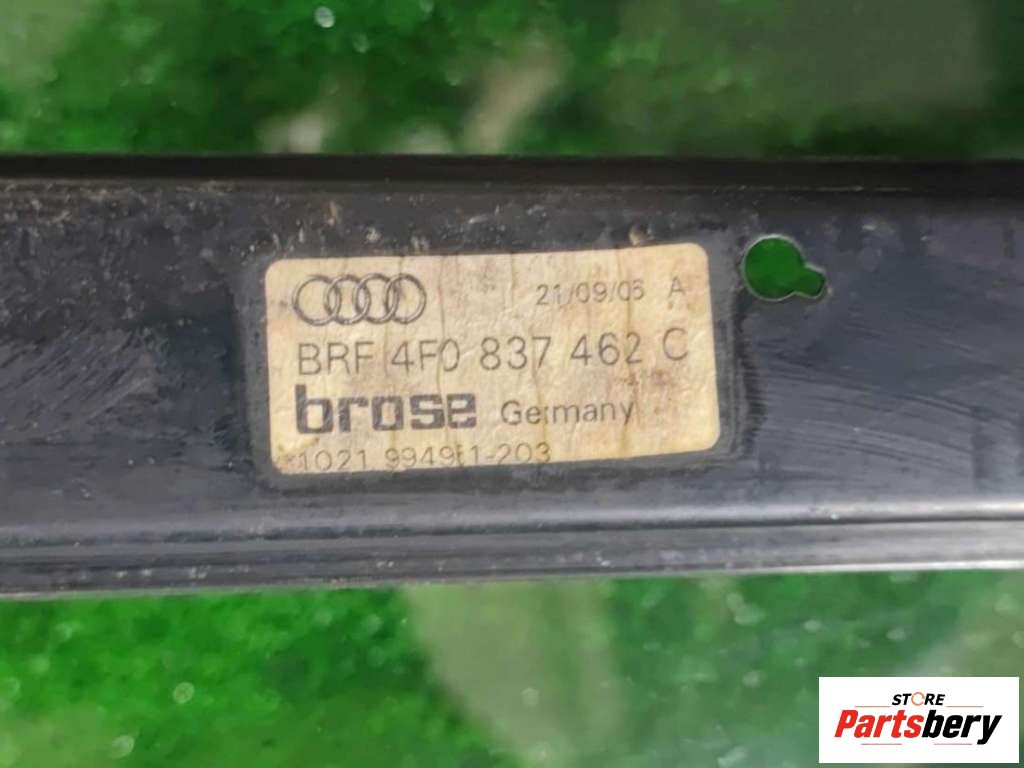 21/09/05 A
BRF 4F0 837 462 C
brose Germany
1021
STORE
Partsbery